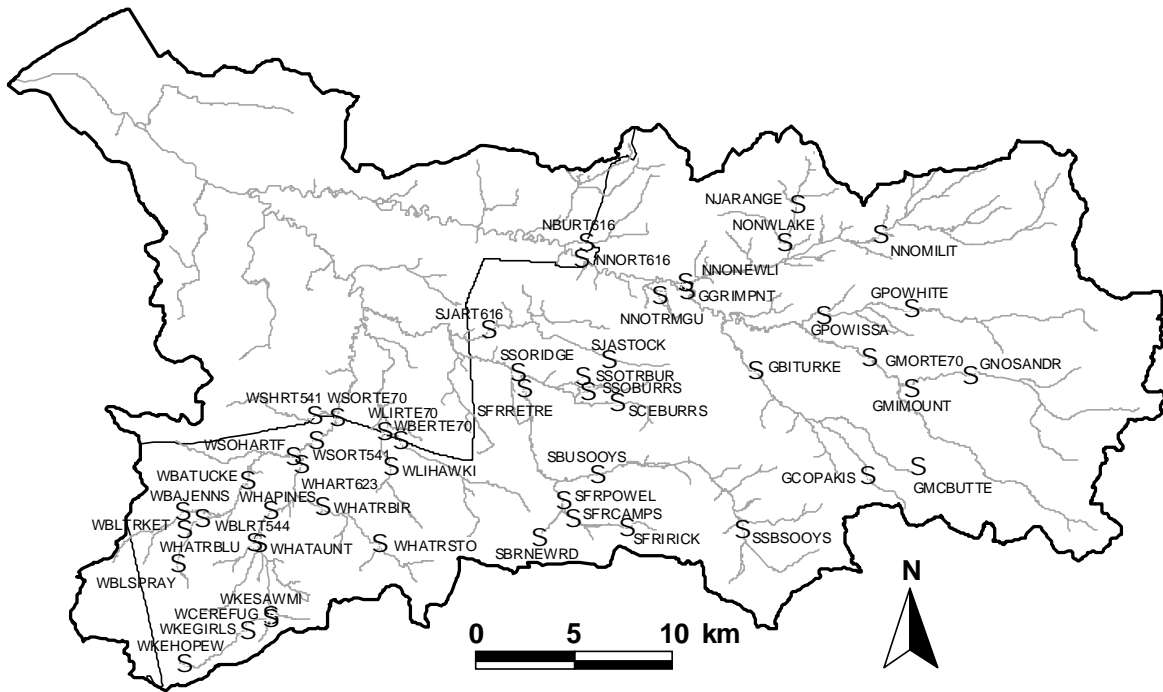 NJARANGE
NBURT616
NONWLAKE
NNOMILIT
NNORT616
NNONEWLI
GGRIMPNT
NNOTRMGU
GPOWHITE
GPOWISSA
SJART616
SJASTOCK
SSORIDGE
SSOTRBUR
SSOBURRS
GBITURKE
GMORTE70
GNOSANDR
GMIMOUNT
SFRRETRE
SCEBURRS
WSHRT541
WSORTE70
WLIRTE70
WBERTE70
WSOHARTF
WSORT541
WLIHAWKI
SBUSOOYS
GCOPAKIS
GMCBUTTE
WBATUCKE
WHART623
WBAJENNS
WHAPINES
WHATRBIR
SFRPOWEL
SFRCAMPS
WBLTRKET
WBLRT544
SFRIRICK
SSBSOOYS
WHATRBLU
WHATAUNT
WHATRSTO
SBRNEWRD
WBLSPRAY
WKESAWMI
WCEREFUG
WKEGIRLS
WKEHOPEW
N
0 5 10 km